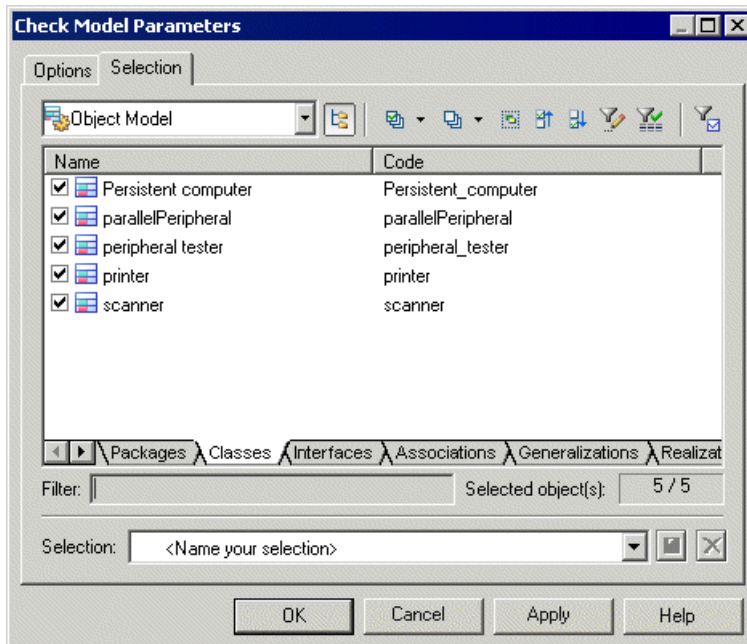 Check Model Parameters
Options Selection
Object Model
Name Code
Persistent computer Persistent_computer
parallelPeripheral parallelPeripheral
peripheral tester peripheral_tester
printer printer
scanner scanner
Packages Classes Interfaces Associations Generalizations Realizat
Filter: Selected object(s): 5 / 5
Selection: <Name your selection>
OK Cancel Apply Help